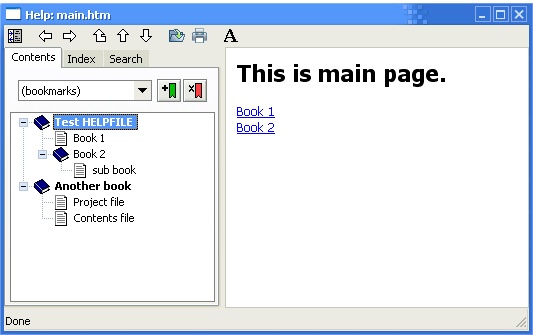 Help: main.htm
A
Contents Index Search
(bookmarks)
Test HELPFILE
Book 1
Book 2
sub book
Another book
Project file
Contents file
This is main page.
Book 1
Book 2
Done